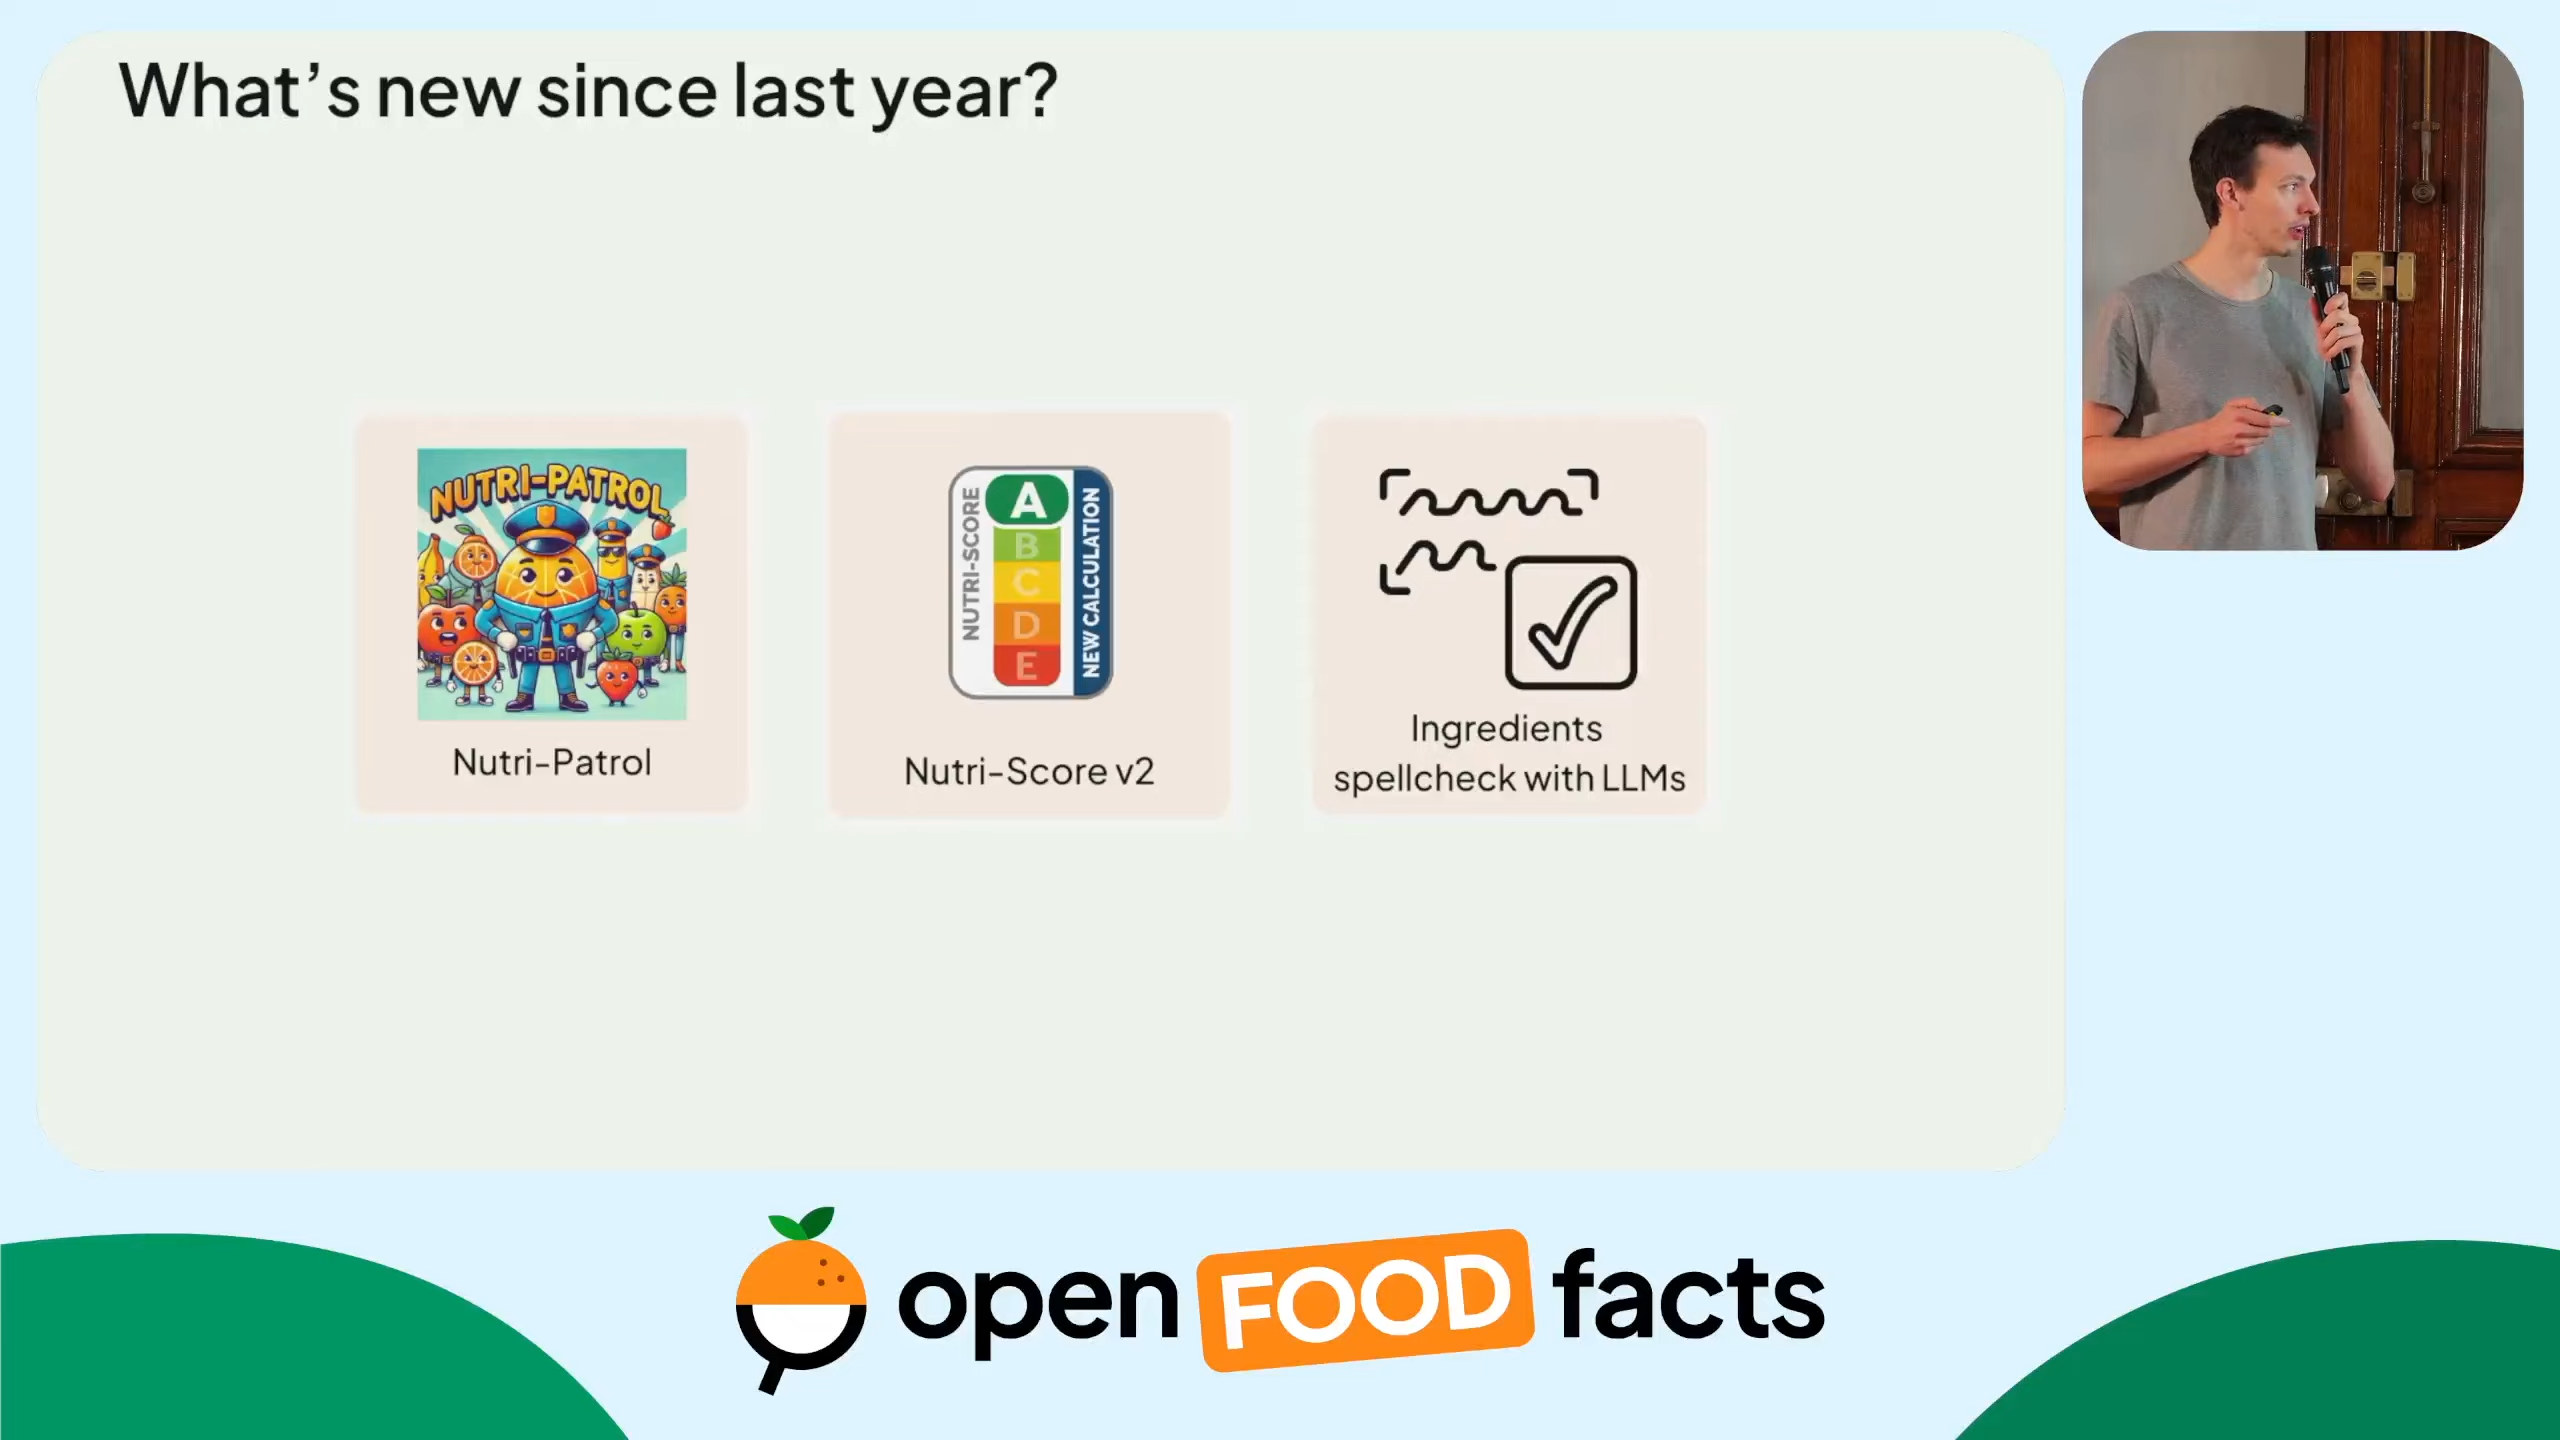 What’s new since last year?
NUTRI-PATROL
Nutri-Patrol
NUTRI-SCORE
A
B
C
D
E
NEW CALCULATION
Nutri-Score v2
Ingredients
spellcheck with LLMs
open FOOD facts